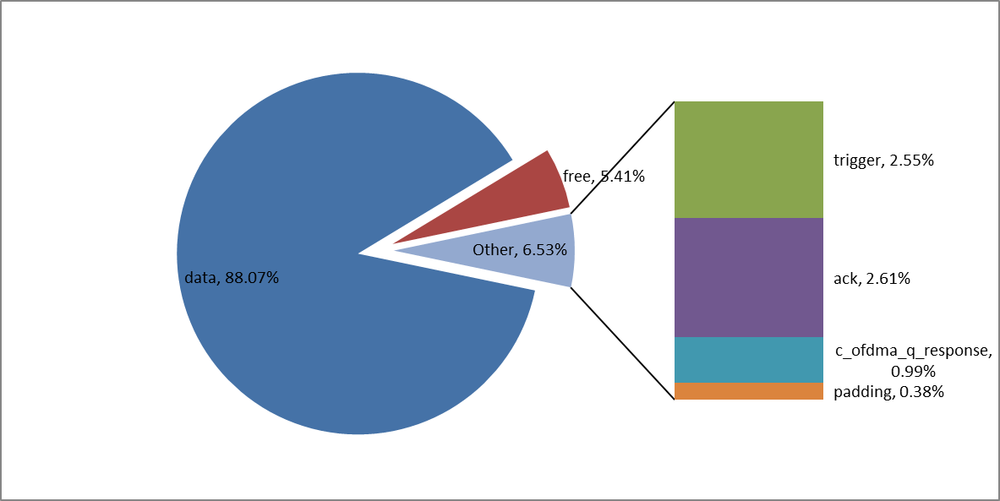 trigger, 2.55%
free, 5.41%
Other, 6.53%
data, 88.07%
ack, 2.61%
c_ofdma_q_response,
0.99%
padding, 0.38%